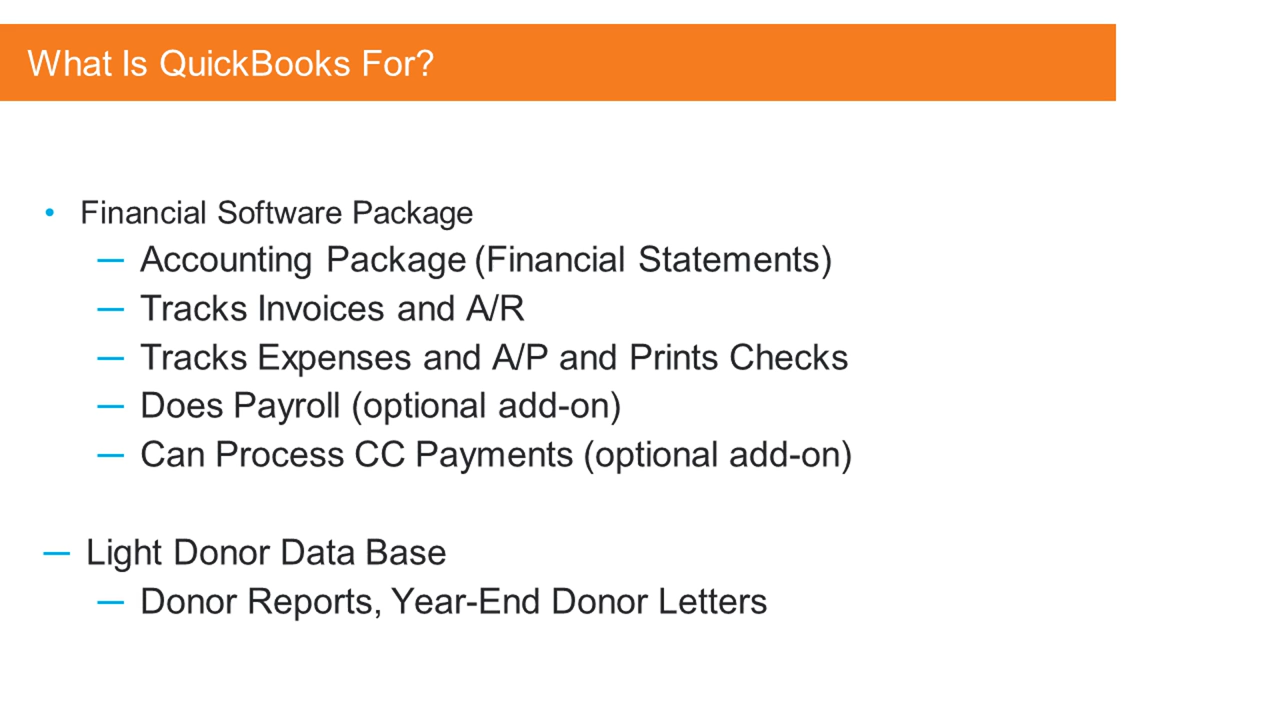 What Is QuickBooks For?
• Financial Software Package
— Accounting Package (Financial Statements)
— Tracks Invoices and A/R
— Tracks Expenses and A/P and Prints Checks
— Does Payroll (optional add-on)
— Can Process CC Payments (optional add-on)
— Light Donor Data Base
— Donor Reports, Year-End Donor Letters